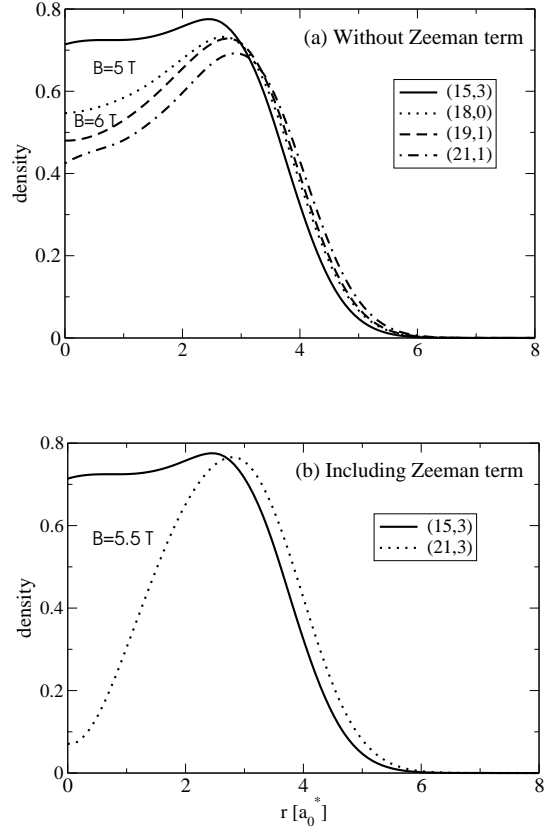 0.8
(a) Without Zeeman term
B=5 T
0.6
B=6 T
(15,3)
(18,0)
(19,1)
(21,1)
density
0.4
0.2
0
0 2 4 6 8
0.8
(b) Including Zeeman term
0.6
B=5.5 T
(15,3)
(21,3)
density
0.4
0.2
0
0 2 4 6 8
r [a₀*]